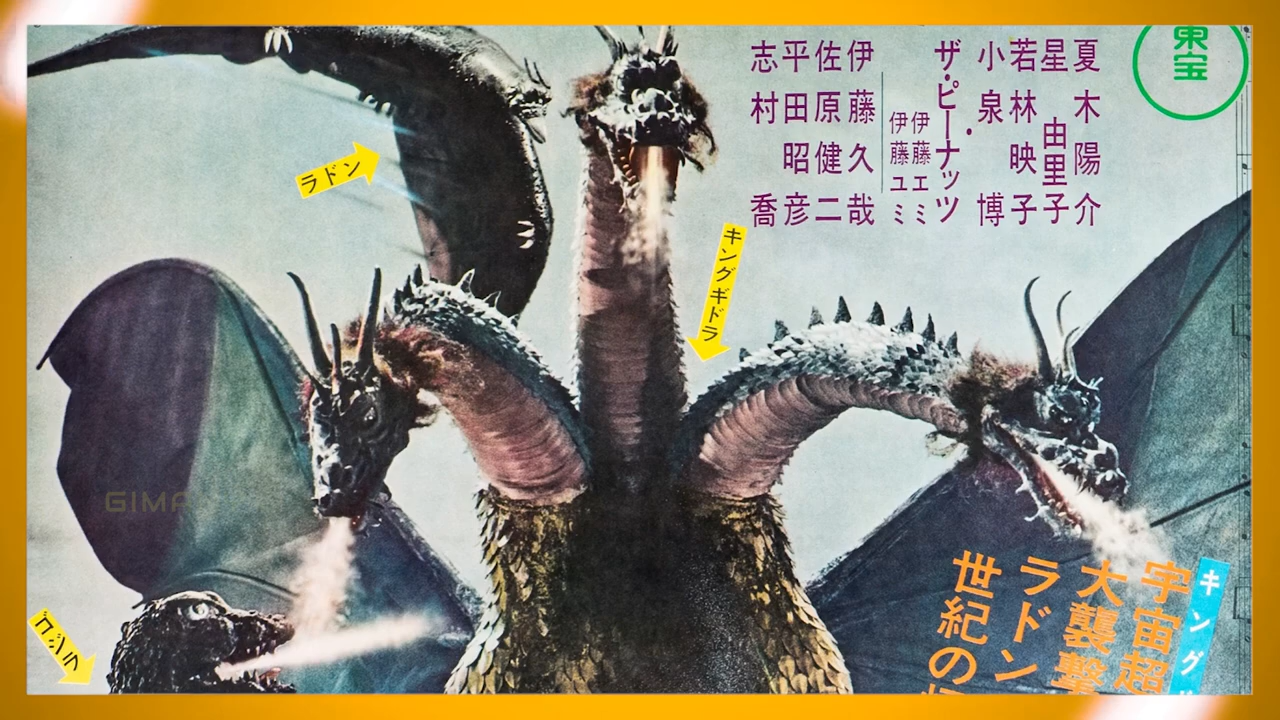 東宝
夏木陽介
星由里子
若林映子
小泉博
ザ・ピーナッツ
伊藤エミ
伊藤ユミ
伊藤久哉
佐原健二
平田昭彦
志村喬
ラドン
キングギドラ
ゴジラ
キング
宇宙超
大襲撃
ラドン
世紀の